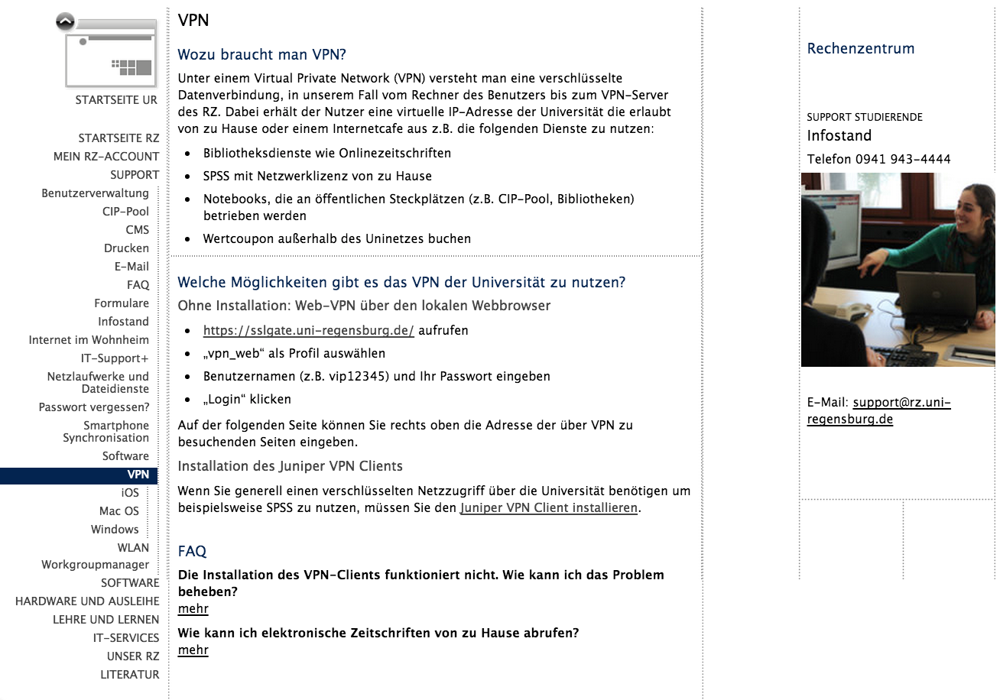 STARTSEITE UR
STARTSEITE RZ
MEIN RZ-ACCOUNT
SUPPORT
Benutzerverwaltung
CIP-Pool
CMS
Drucken
E-Mail
FAQ
Formulare
Infostand
Internet im Wohnheim
IT-Support+
Netzlaufwerke und
Dateidienste
Passwort vergessen?
Smartphone
Synchronisation
Software
VPN
iOS
Mac OS
Windows
WLAN
Workgroupmanager
SOFTWARE
HARDWARE UND AUSLEIHE
LEHRE UND LERNEN
IT-SERVICES
UNSER RZ
LITERATUR
VPN
Wozu braucht man VPN?
Unter einem Virtual Private Network (VPN) versteht man eine verschlüsselte
Datenverbindung, in unserem Fall vom Rechner des Benutzers bis zum VPN-Server
des RZ. Dabei erhält der Nutzer eine virtuelle IP-Adresse der Universität die erlaubt
von zu Hause oder einem Internetcafe aus z.B. die folgenden Dienste zu nutzen:
• Bibliotheksdienste wie Onlinezeitschriften
• SPSS mit Netzwerklizenz von zu Hause
• Notebooks, die an öffentlichen Steckplätzen (z.B. CIP-Pool, Bibliotheken)
betrieben werden
• Wertcoupon außerhalb des Uninetzes buchen
Welche Möglichkeiten gibt es das VPN der Universität zu nutzen?
Ohne Installation: Web-VPN über den lokalen Webbrowser
• https://sslgate.uni-regensburg.de/ aufrufen
• „vpn_web“ als Profil auswählen
• Benutzernamen (z.B. vip12345) und Ihr Passwort eingeben
• „Login“ klicken
Auf der folgenden Seite können Sie rechts oben die Adresse der über VPN zu
besuchenden Seiten eingeben.
Installation des Juniper VPN Clients
Wenn Sie generell einen verschlüsselten Netzzugriff über die Universität benötigen um
beispielsweise SPSS zu nutzen, müssen Sie den Juniper VPN Client installieren.
FAQ
Die Installation des VPN-Clients funktioniert nicht. Wie kann ich das Problem
beheben?
mehr
Wie kann ich elektronische Zeitschriften von zu Hause abrufen?
mehr
Rechenzentrum
SUPPORT STUDIERENDE
Infostand
Telefon 0941 943-4444
E-Mail: support@rz.uni-
regensburg.de